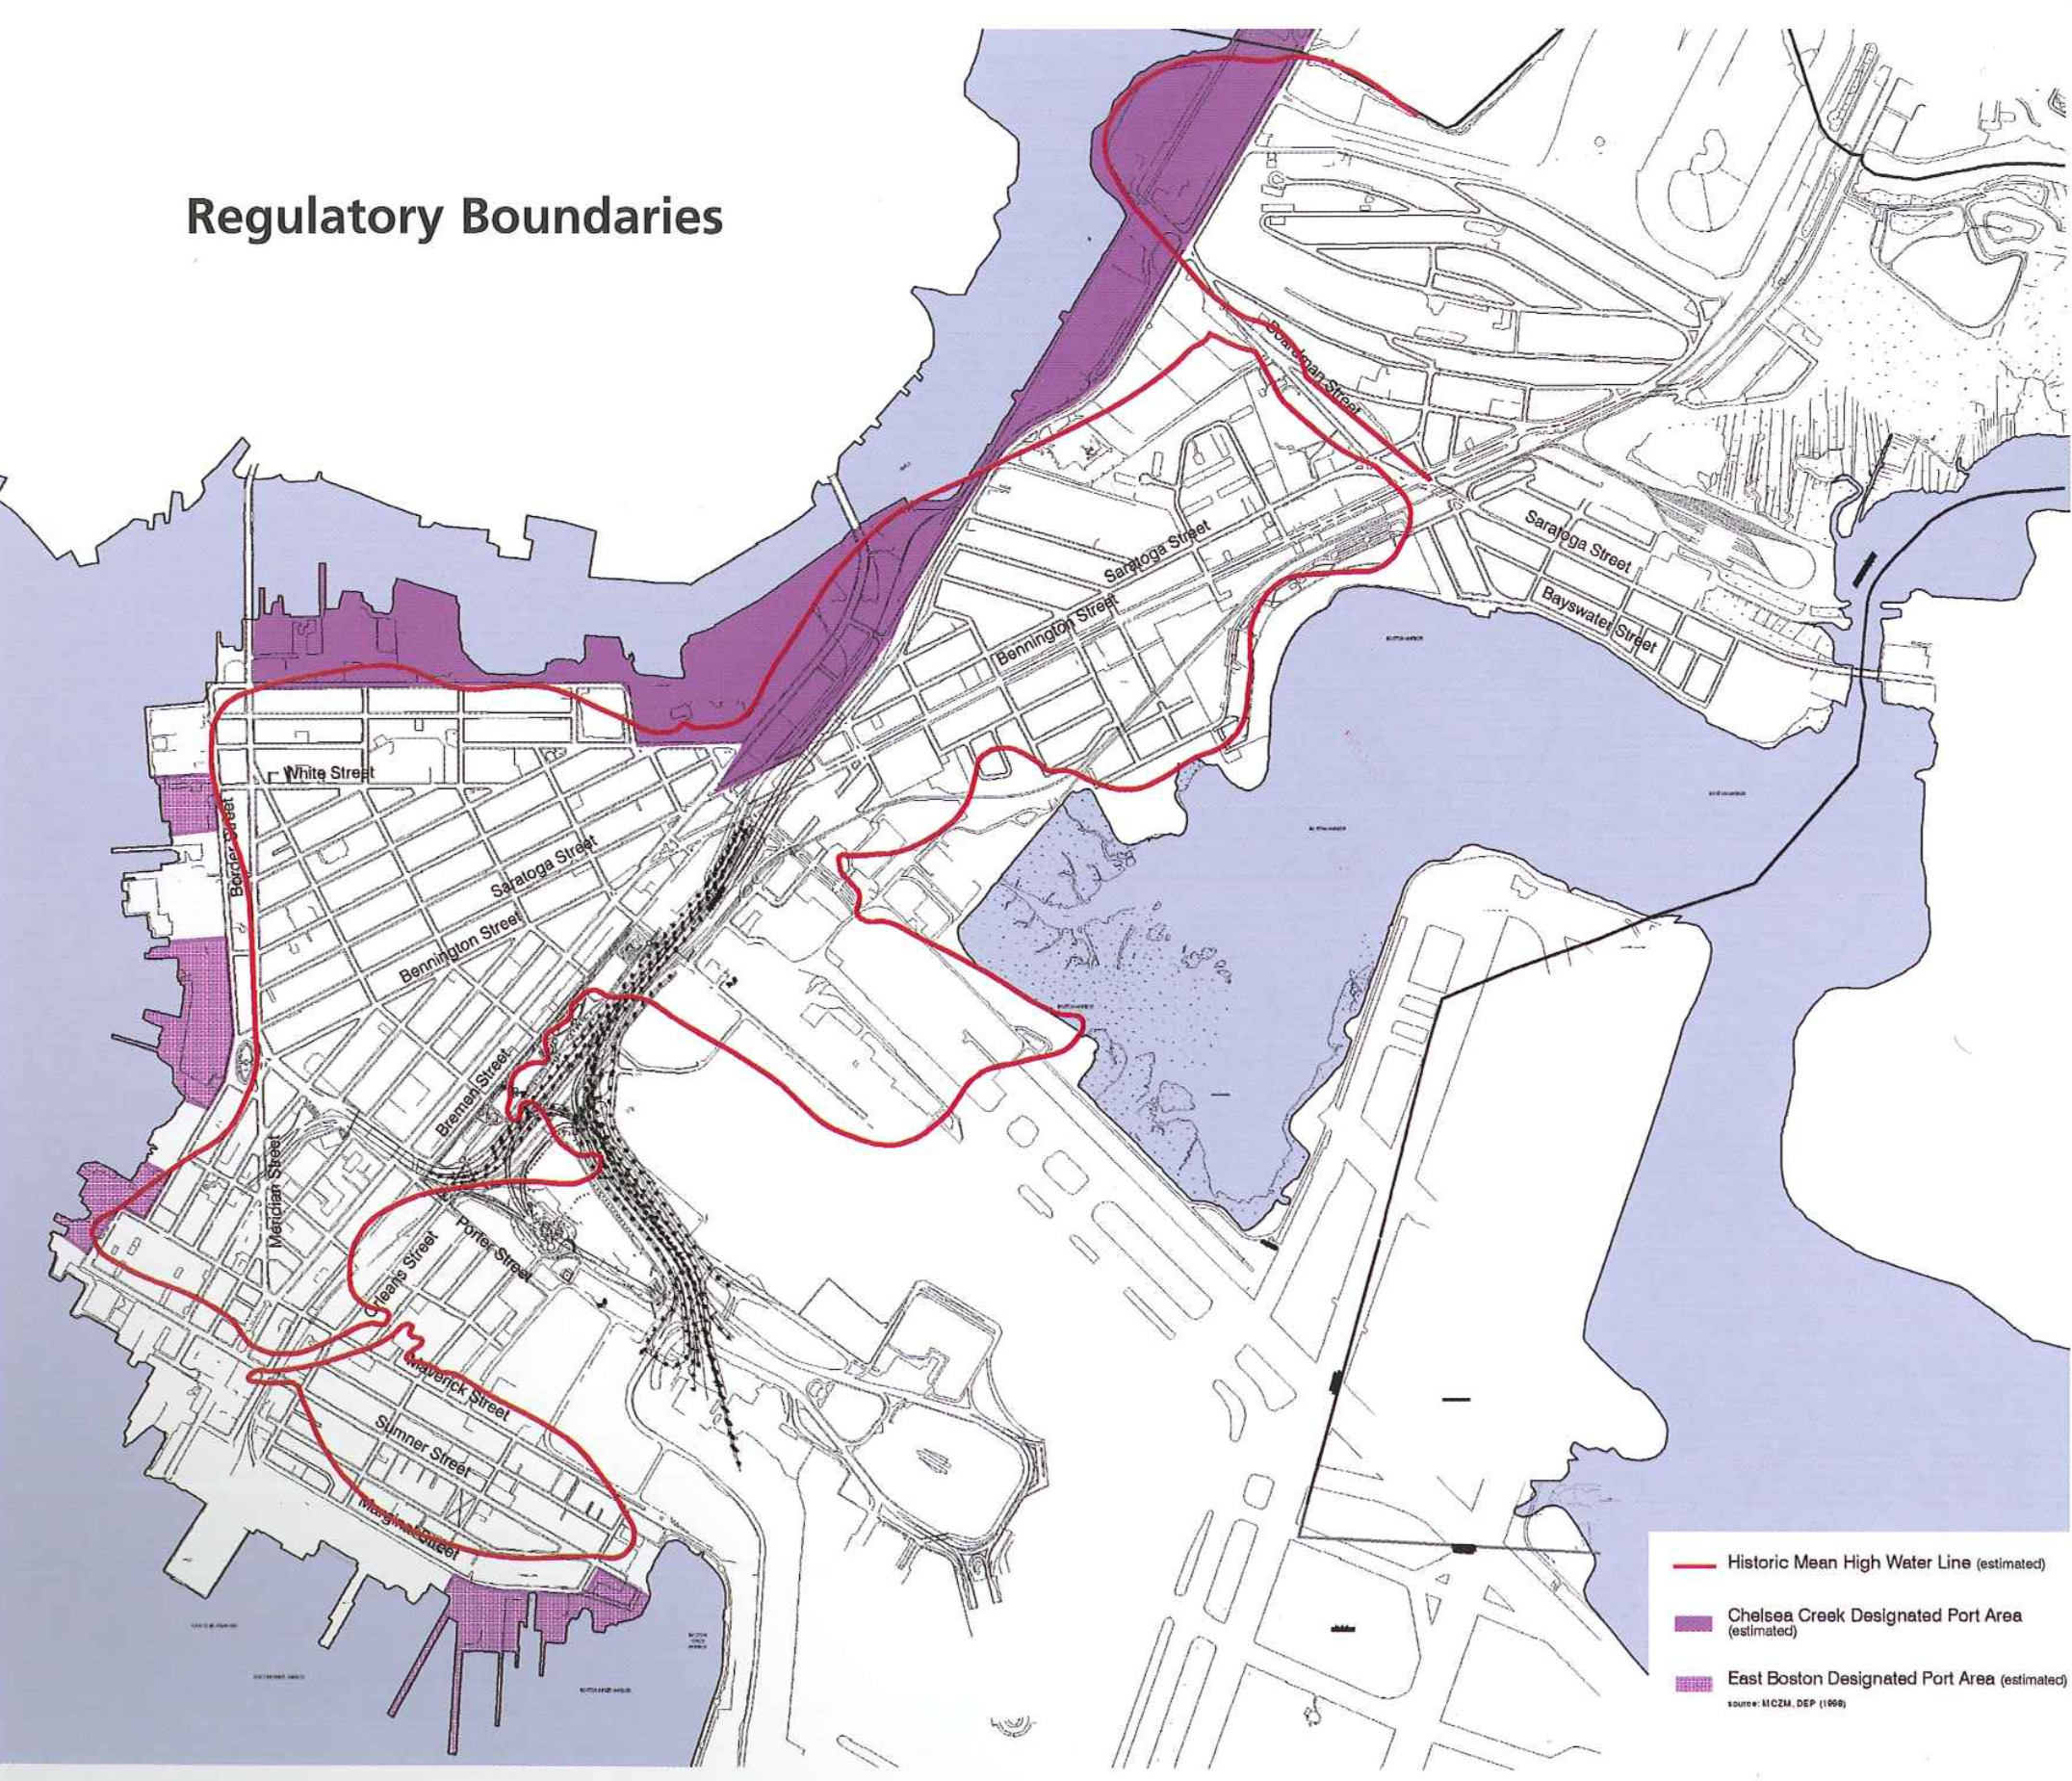 Regulatory Boundaries
Boardman Street
Saratoga Street
Saratoga Street
Bennington Street
Bayswater Street
White Street
Border Street
Saratoga Street
Bennington Street
Bremen Street
Meridian Street
Porter Street
Orleans Street
Maverick Street
Sumner Street
Marginal Street
Historic Mean High Water Line (estimated)
Chelsea Creek Designated Port Area
(estimated)
East Boston Designated Port Area (estimated)
source: MCZM, DEP (1998)